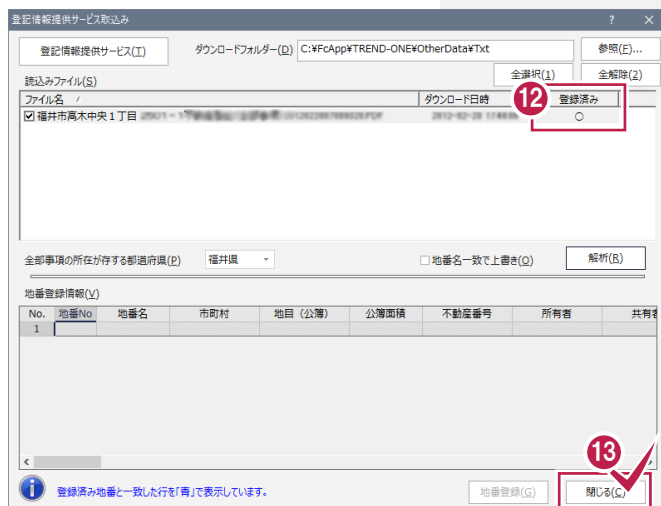 登記情報提供サービス取込み ? ×
登記情報提供サービス(T) ダウンロードフォルダー(D) C:¥FcApp¥TREND-ONE¥OtherData¥Txt 参照(F)...
読込みファイル(S) 全選択(1) 全解除(2)
ファイル名 ダウンロード日時 登録済み
12
福井市高木中央1丁目 ○
全部事項の所在が存する都道府県(P) 福井県 地番名一致で上書き(O) 解析(R)
地番登録情報(V)
No. 地番No 地番名 市町村 地目(公簿) 公簿面積 不動産番号 所有者 共有者
1
13
登録済み地番と一致した行を「青」で表示しています。 地番登録(G) 閉じる(C)